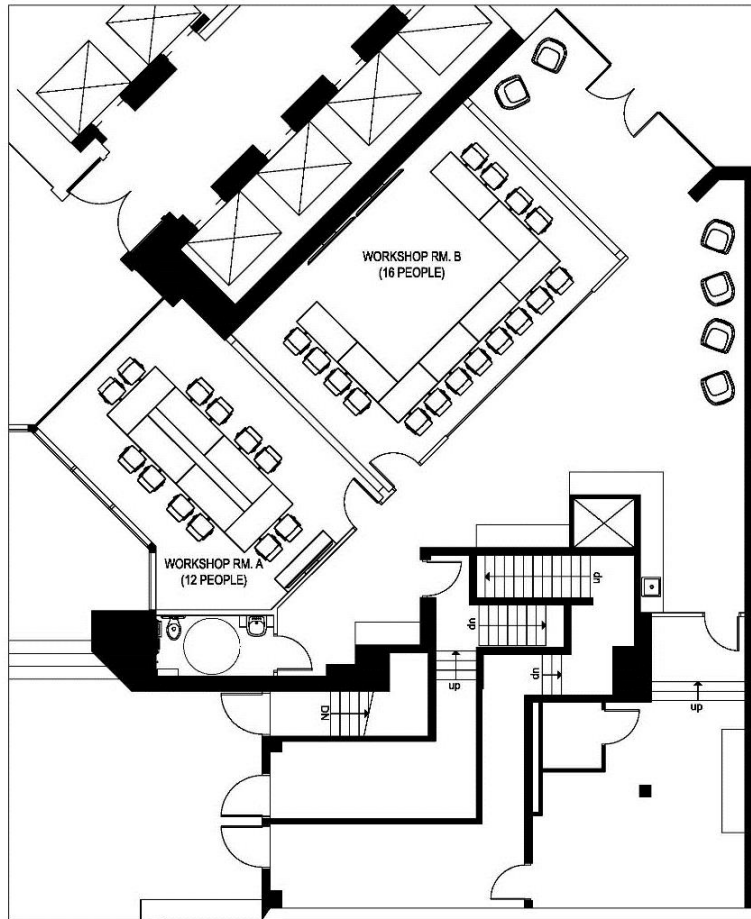 WORKSHOP RM. B
(16 PEOPLE)
WORKSHOP RM. A
(12 PEOPLE)
dn
dn
dn
up
up
DN